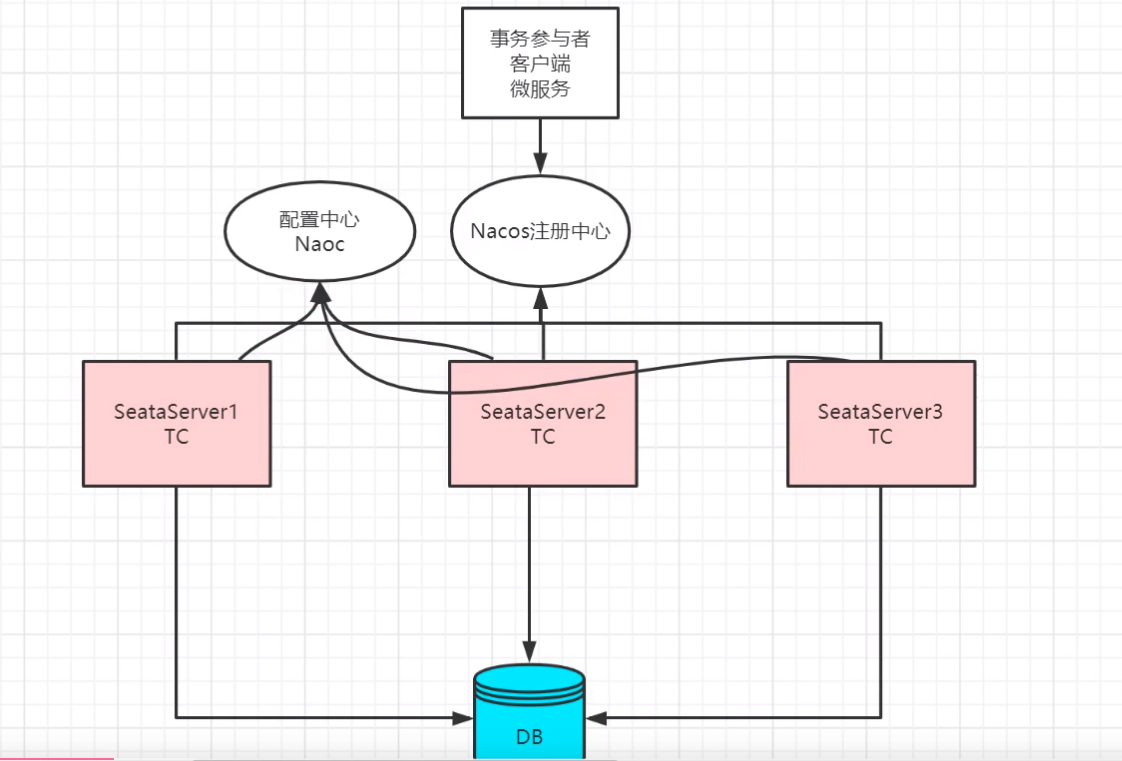 事务参与者
客户端
微服务
配置中心
Naoc
Nacos注册中心
SeataServer1
TC
SeataServer2
TC
SeataServer3
TC
DB